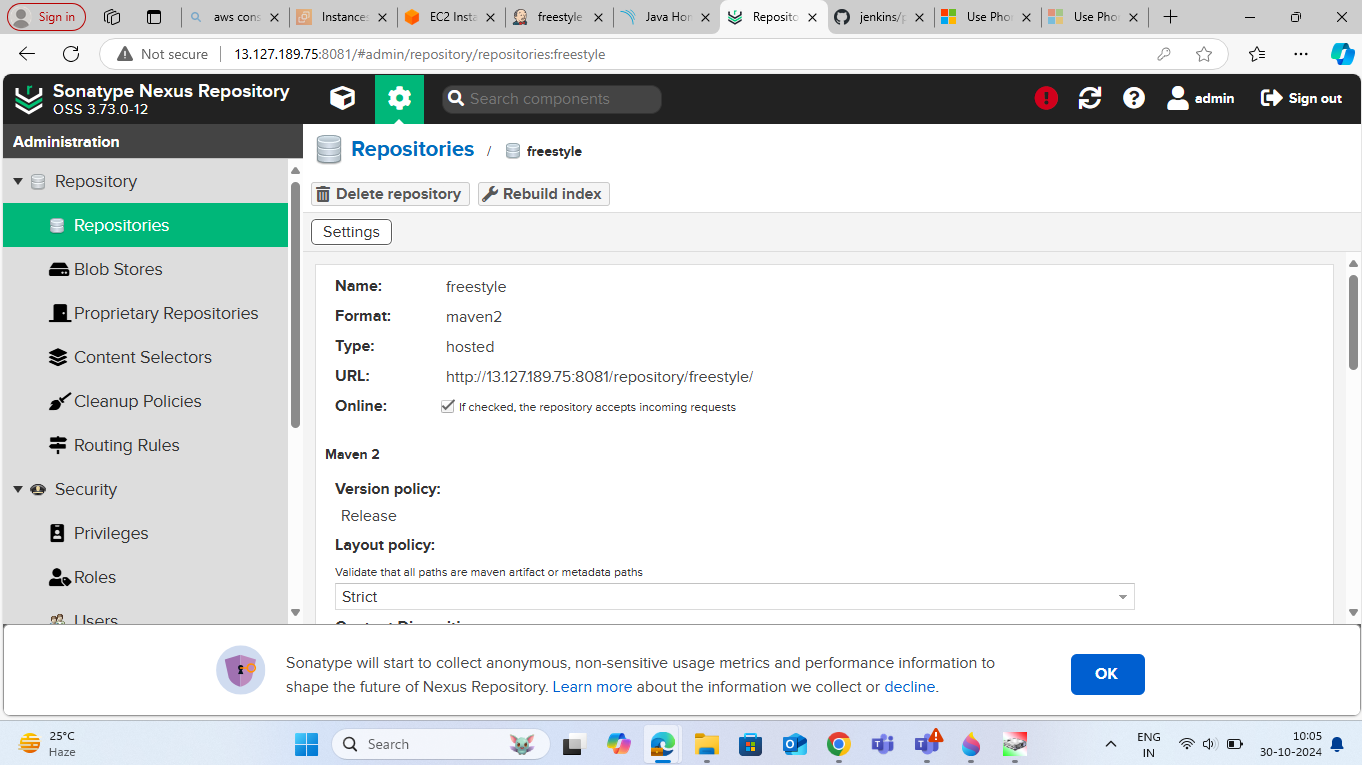 Sign in
aws cons
Instances
EC2 Insta
freestyle
Java Hor
Reposito
jenkins/p
Use Pho
Use Pho
Not secure
13.127.189.75:8081/#admin/repository/repositories:freestyle
Sonatype Nexus Repository
OSS 3.73.0-12
Search components
admin
Sign out
Administration
Repository
Repositories
Blob Stores
Proprietary Repositories
Content Selectors
Cleanup Policies
Routing Rules
Security
Privileges
Roles
Users
Repositories / freestyle
Delete repository
Rebuild index
Settings
Name: freestyle
Format: maven2
Type: hosted
URL: http://13.127.189.75:8081/repository/freestyle/
Online: If checked, the repository accepts incoming requests
Maven 2
Version policy:
Release
Layout policy:
Validate that all paths are maven artifact or metadata paths
Strict
Sonatype will start to collect anonymous, non-sensitive usage metrics and performance information to
shape the future of Nexus Repository. Learn more about the information we collect or decline.
OK
25°C
Haze
Search
ENG
IN
10:05
30-10-2024